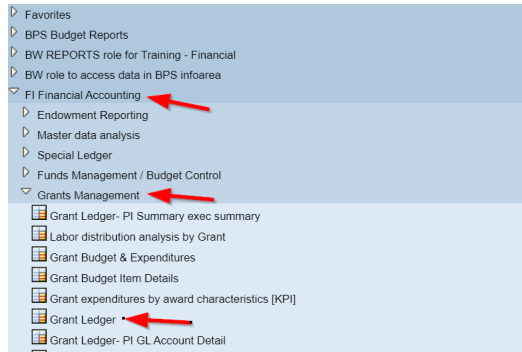 Favorites
BPS Budget Reports
BW REPORTS role for Training - Financial
BW role to access data in BPS infoarea
FI Financial Accounting
Endowment Reporting
Master data analysis
Special Ledger
Funds Management / Budget Control
Grants Management
Grant Ledger- PI Summary exec summary
Labor distribution analysis by Grant
Grant Budget & Expenditures
Grant Budget Item Details
Grant expenditures by award characteristics [KPI]
Grant Ledger
Grant Ledger- PI GL Account Detail